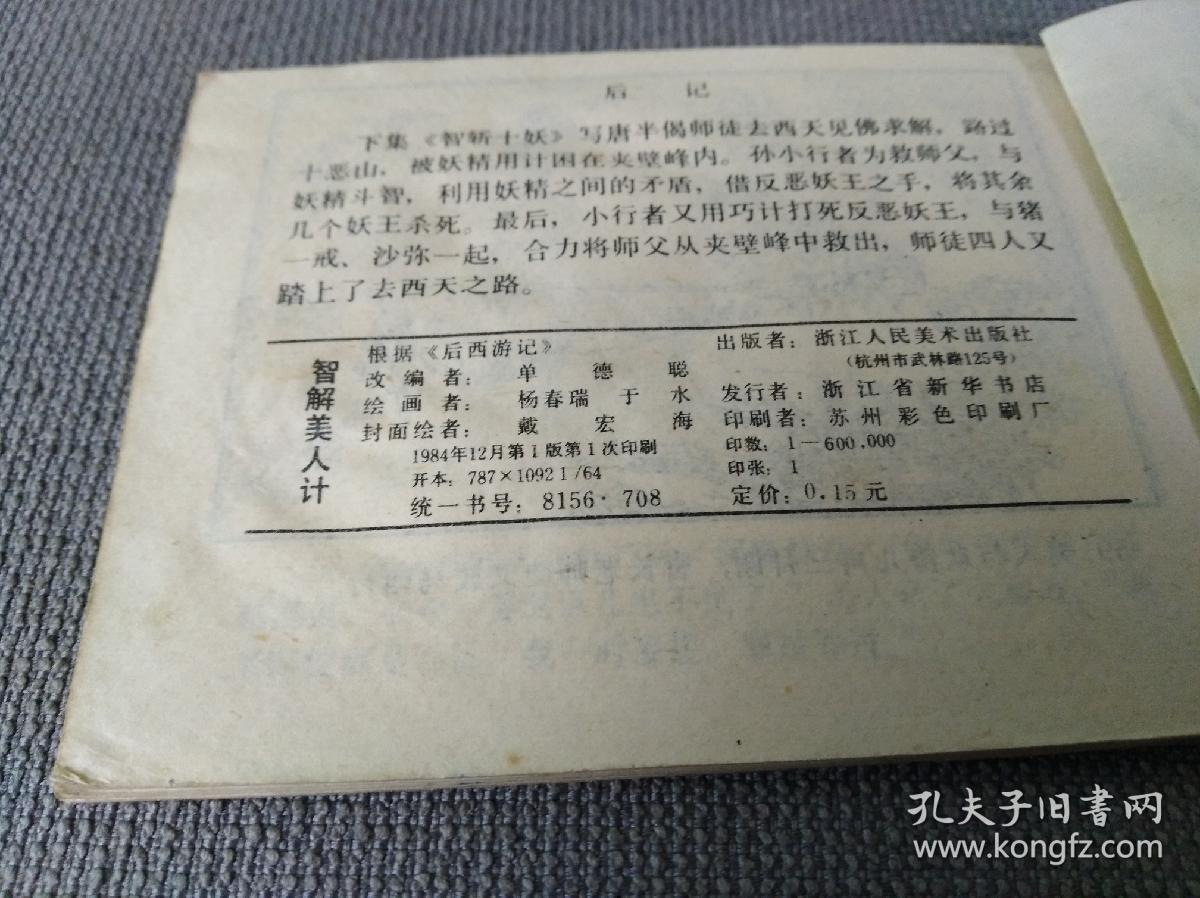 后 记
下集《智斩十妖》写唐半偈师徒去西天见佛求解，路过
十恶山，被妖精用计困在夹壁峰内。孙小行者为救师父，与
妖精斗智，利用妖精之间的矛盾，借反恶妖王之手，将其余
几个妖王杀死。最后，小行者又用巧计打死反恶妖王，与猪
一戒、沙弥一起，合力将师父从夹壁峰中救出，师徒四人又
踏上了去西天之路。
智解美人计
根据《后西游记》
改编者：单德聪
绘画者：杨春瑞 于水
封面绘者：戴宏海
1984年12月第1版第1次印刷
开本：787×1092 1/64
统一书号：8156·708
出版者：浙江人民美术出版社
（杭州市武林路125号）
发行者：浙江省新华书店
印刷者：苏州彩色印刷厂
印数：1—600,000
印张：1
定价：0.15元
孔夫子旧書网
www.kongfz.com